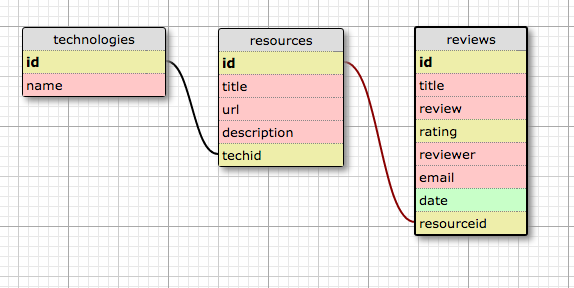 technologies
id
name
resources
id
title
url
description
techid
reviews
id
title
review
rating
reviewer
email
date
resourceid